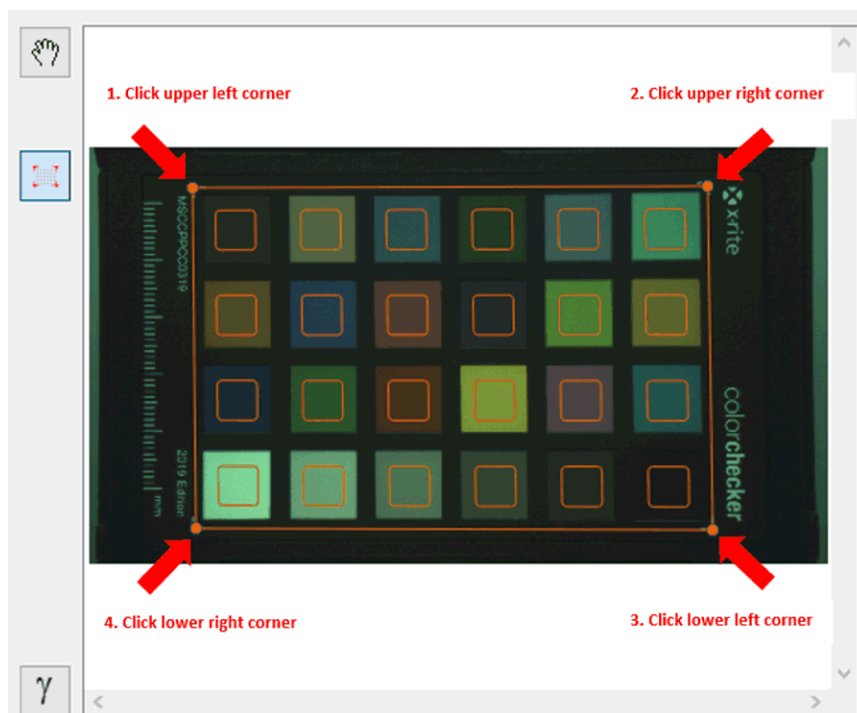 1. Click upper left corner
2. Click upper right corner
MSCCPPCC0319
x-rite
colorchecker
2019 Edition
mm
4. Click lower right corner
3. Click lower left corner
γ